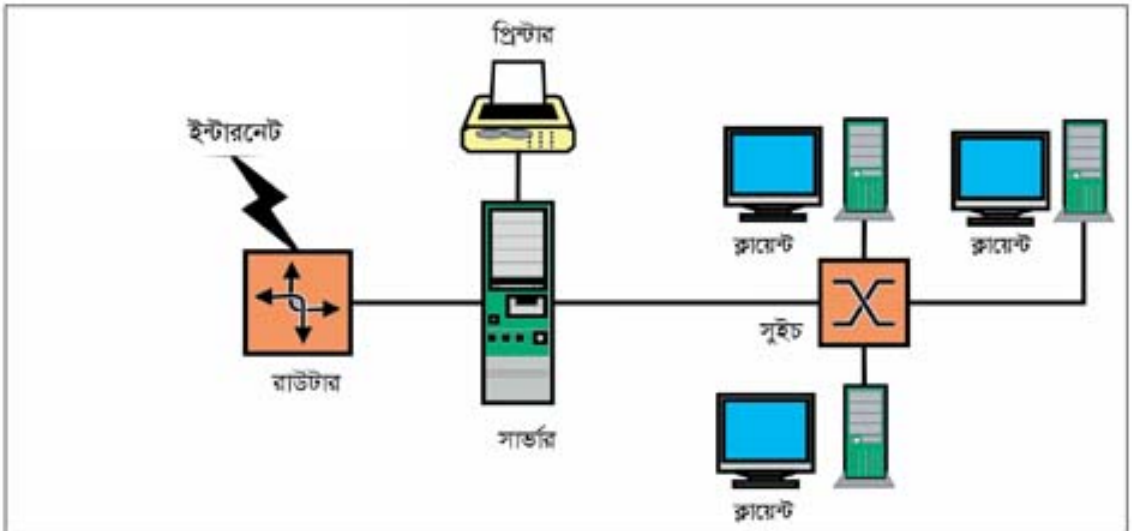 প্রিন্টার
ইন্টারনেট
ক্লায়েন্ট
ক্লায়েন্ট
সুইচ
রাউটার
সার্ভার
ক্লায়েন্ট